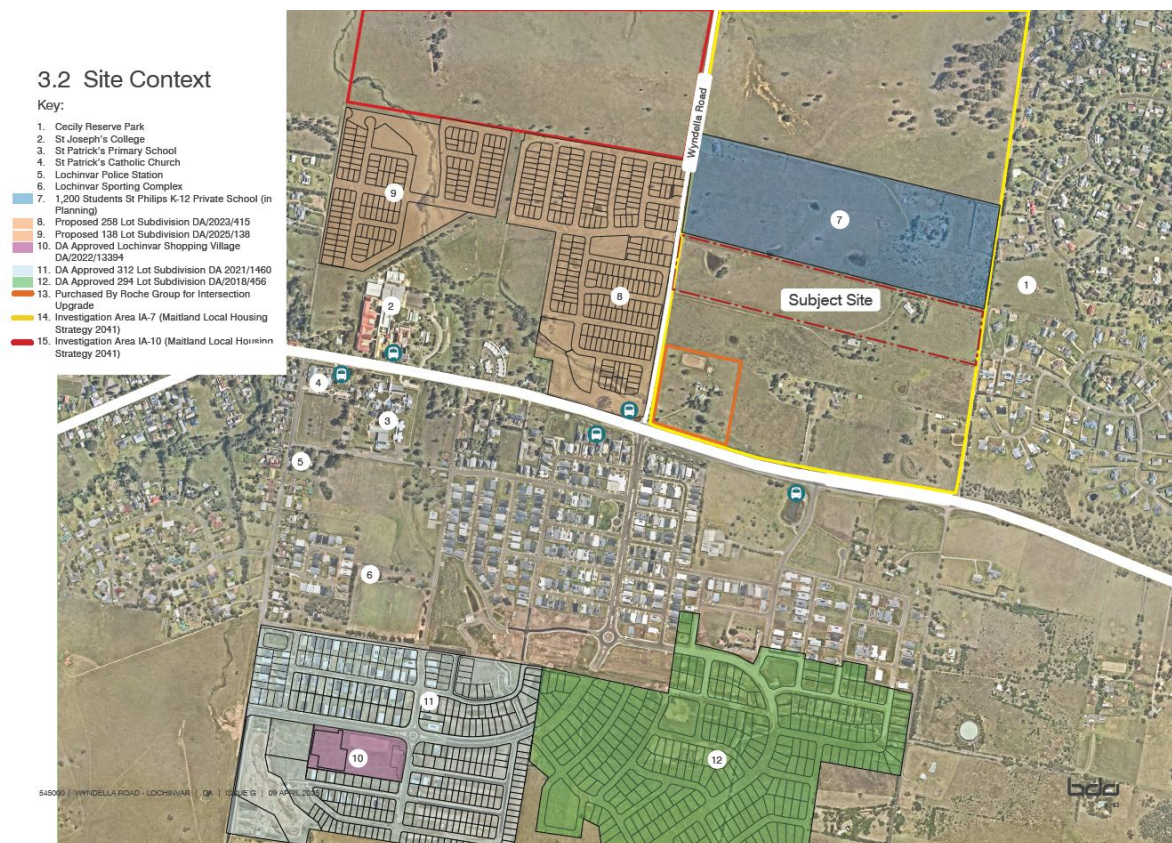 3.2 Site Context
Key:
1. Cecily Reserve Park
2. St Joseph's College
3. St Patrick's Primary School
4. St Patrick's Catholic Church
5. Lochinvar Police Station
6. Lochinvar Sporting Complex
7. 1,200 Students St Philips K-12 Private School (in
Planning)
8. Proposed 258 Lot Subdivision DA/2023/415
9. Proposed 138 Lot Subdivision DA/2025/138
10. DA Approved Lochinvar Shopping Village
DA/2022/13394
11. DA Approved 312 Lot Subdivision DA 2021/1460
12. DA Approved 294 Lot Subdivision DA/2018/456
13. Purchased By Roche Group for Intersection
Upgrade
14. Investigation Area IA-7 (Maitland Local Housing
Strategy 2041)
15. Investigation Area IA-10 (Maitland Local Housing
Strategy 2041)
Wyndella Road
9
7
1
Subject Site
8
2
4
3
5
6
11
10
12
545000 | WYNDELLA ROAD - LOCHINVAR | DA | ISSUE G | 09 APRIL
bda